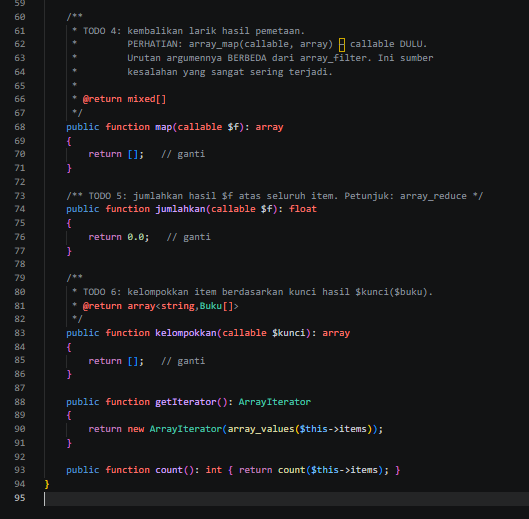 59
60 /**
61 * TODO 4: kembalikan larik hasil pemetaan.
62 * PERHATIAN: array_map(callable, array) – callable DULU.
63 * Urutan argumennya BERBEDA dari array_filter. Ini sumber
64 * kesalahan yang sangat sering terjadi.
65 *
66 * @return mixed[]
67 */
68 public function map(callable $f): array
69 {
70 return []; // ganti
71 }
72
73 /** TODO 5: jumlahkan hasil $f atas seluruh item. Petunjuk: array_reduce */
74 public function jumlahkan(callable $f): float
75 {
76 return 0.0; // ganti
77 }
78
79 /**
80 * TODO 6: kelompokkan item berdasarkan kunci hasil $kunci($buku).
81 * @return array<string,Buku[]>
82 */
83 public function kelompokkan(callable $kunci): array
84 {
85 return []; // ganti
86 }
87
88 public function getIterator(): ArrayIterator
89 {
90 return new ArrayIterator(array_values($this->items));
91 }
92
93 public function count(): int { return count($this->items); }
94 }
95